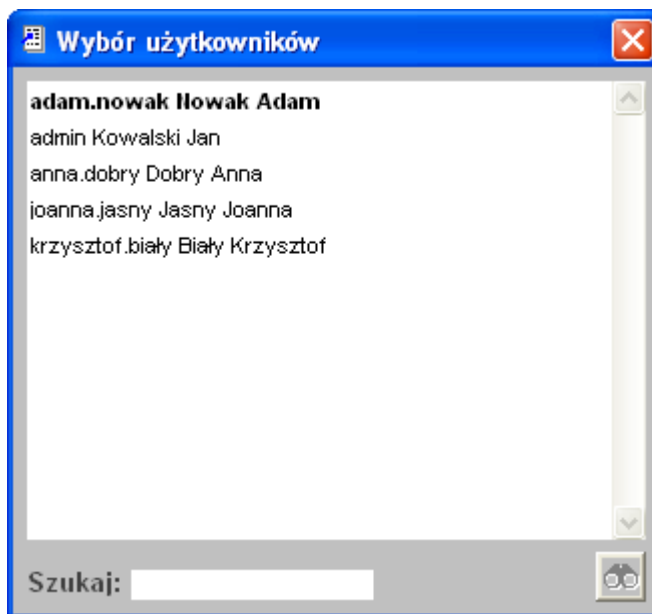 Wybór użytkowników
adam.nowak Nowak Adam
admin Kowalski Jan
anna.dobry Dobry Anna
joanna.jasny Jasny Joanna
krzysztof.biały Biały Krzysztof
Szukaj: